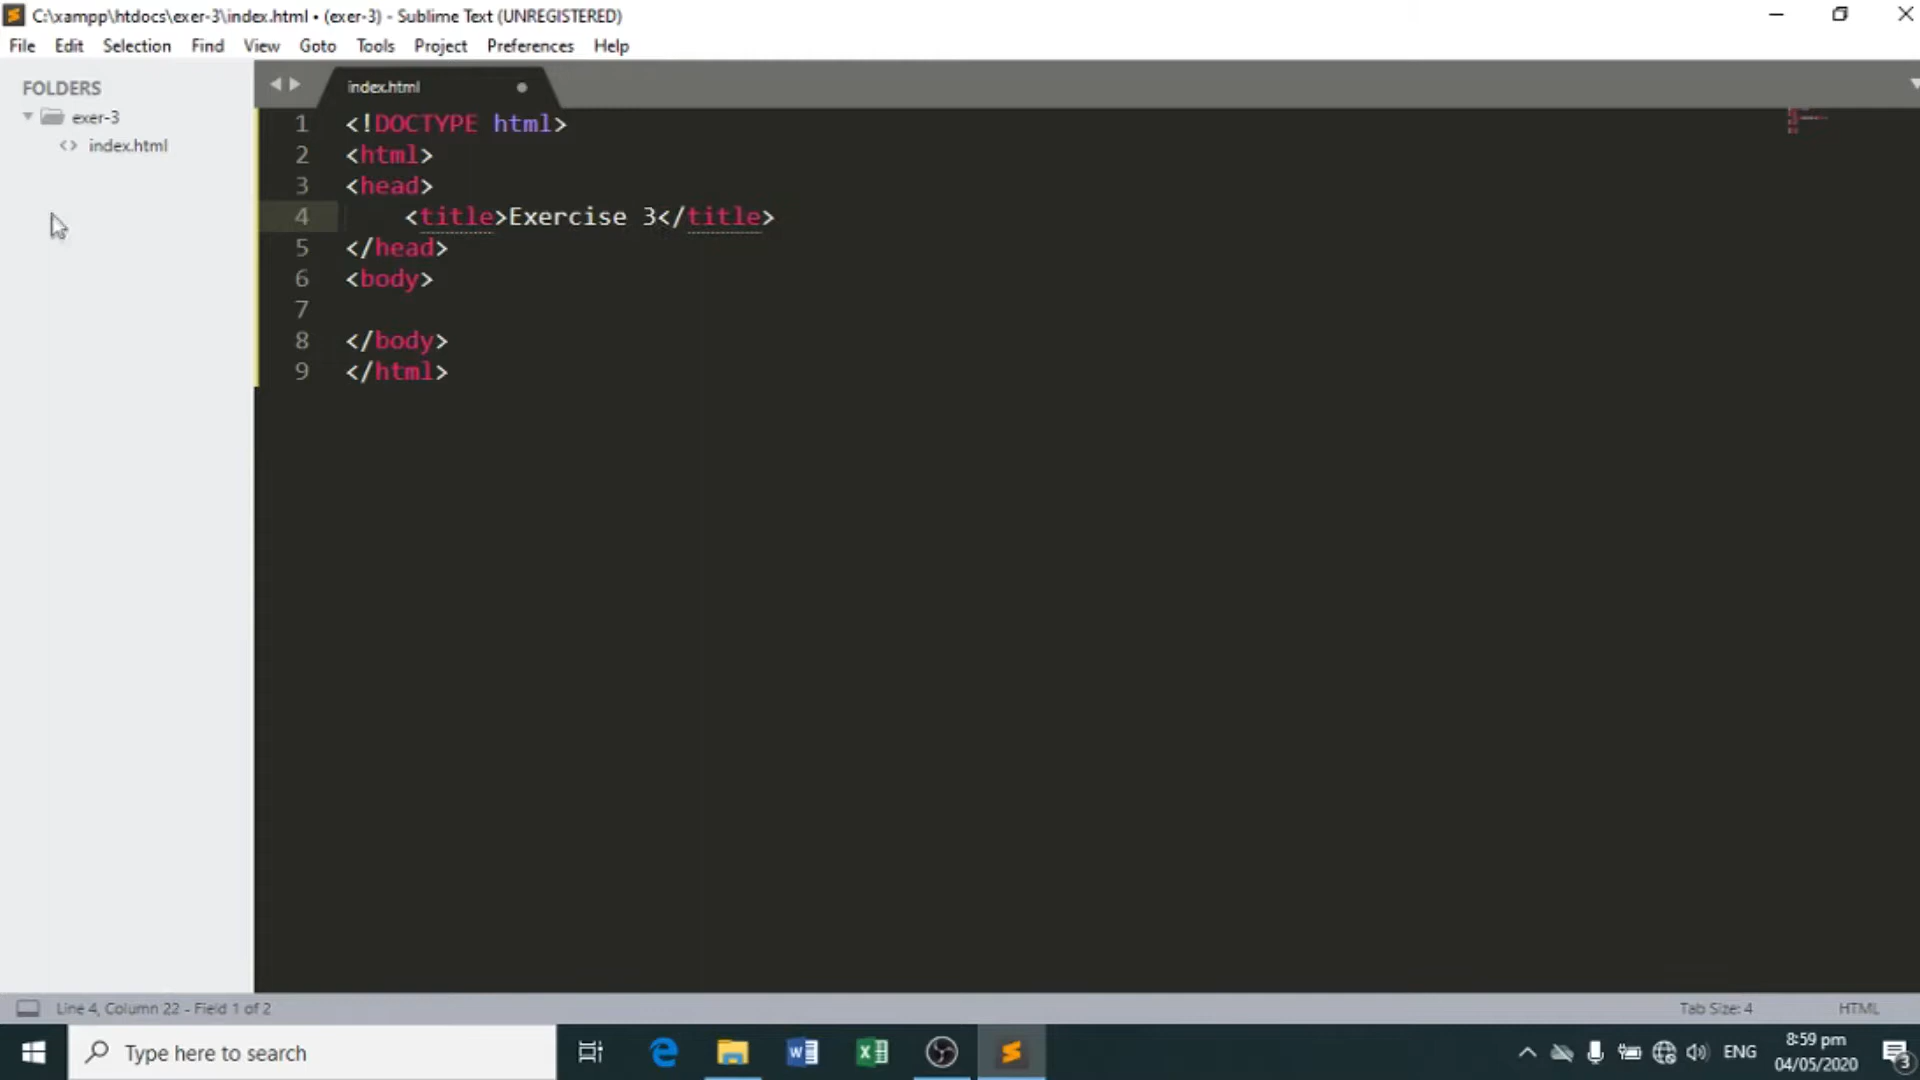 C:\xampp\htdocs\exer-3\index.html • (exer-3) - Sublime Text (UNREGISTERED)
File Edit Selection Find View Goto Tools Project Preferences Help
FOLDERS
exer-3
<> index.html
index.html
1 <!DOCTYPE html>
2 <html>
3 <head>
4 <title>Exercise 3</title>
5 </head>
6 <body>
7
8 </body>
9 </html>
Line 4, Column 22 - Field 1 of 2
Tab Size: 4
HTML
Type here to search
ENG
8:59 pm
04/05/2020
3